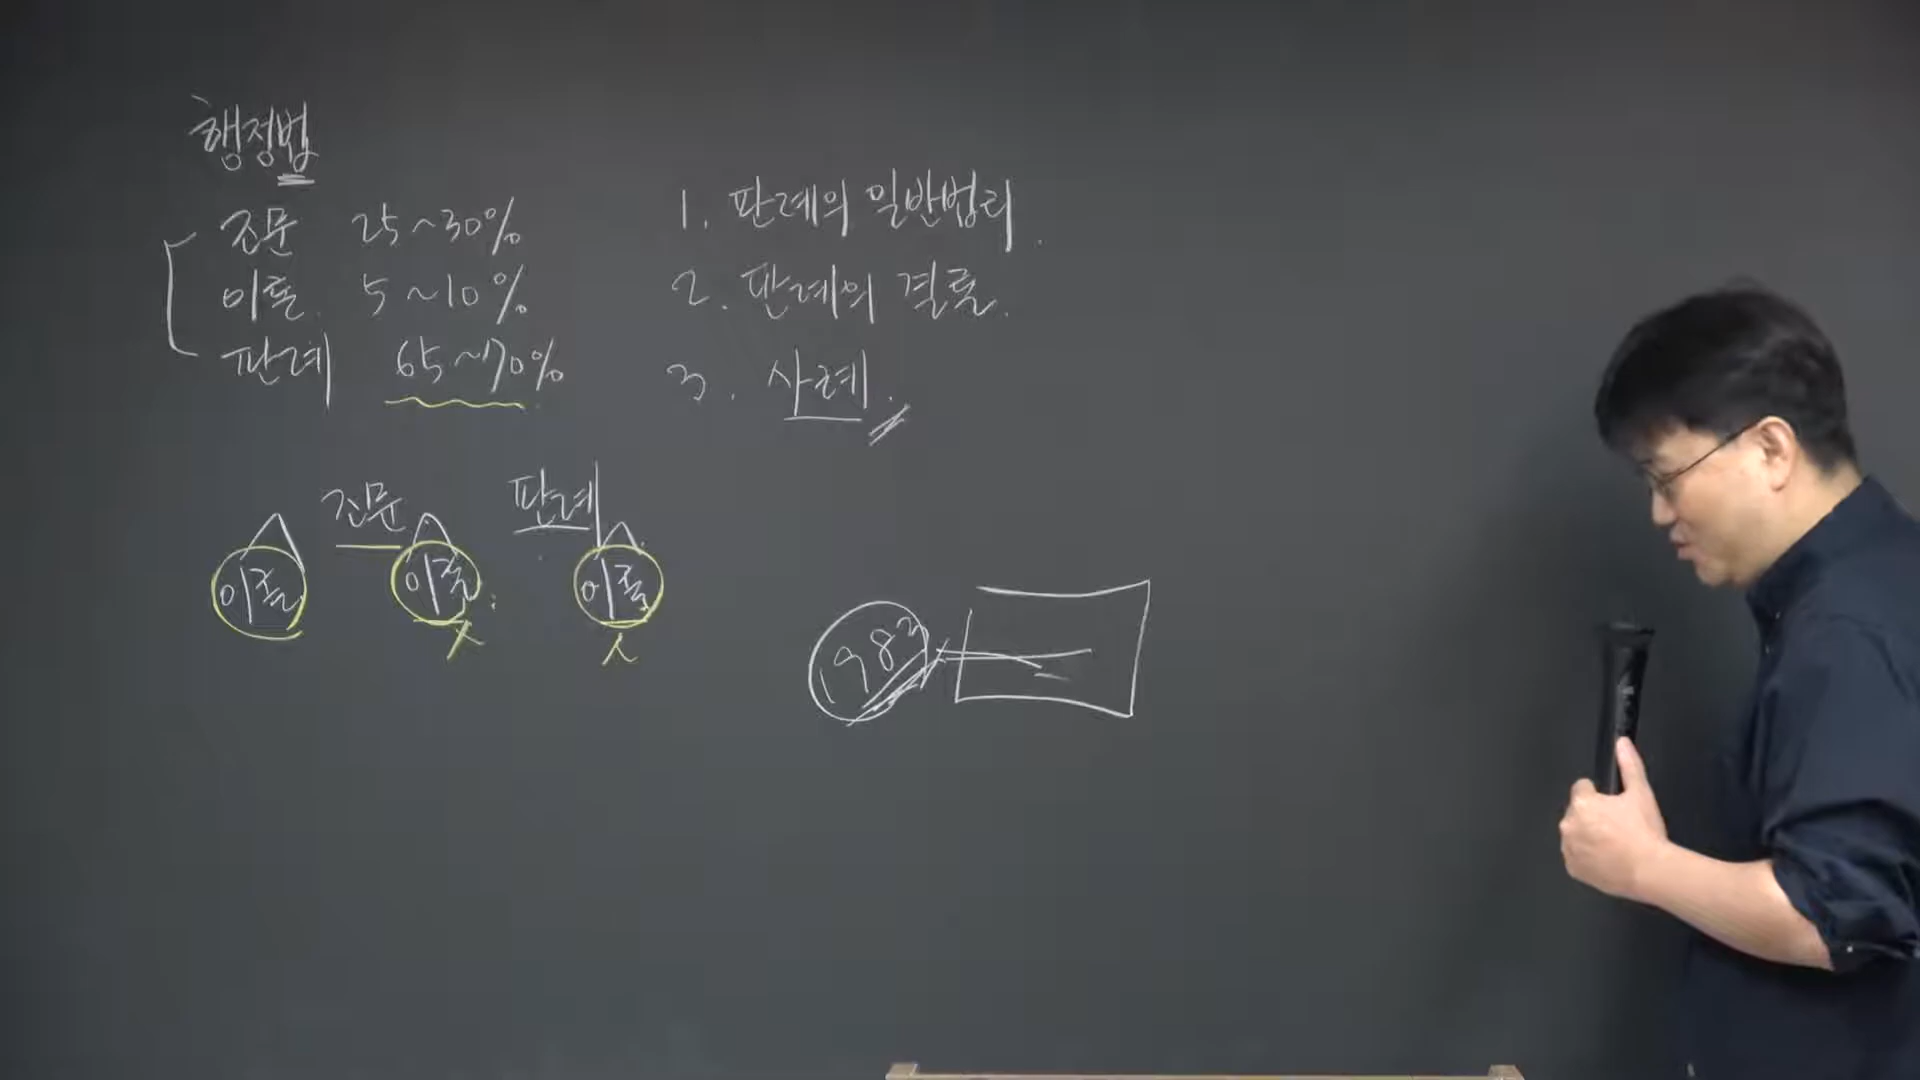 행정법
조문 25~30%
이론 5~10%
판례 65~70%
1. 판례의 일반법리.
2. 판례의 결론.
3. 사례.
조문 판례
이론 이론 이론